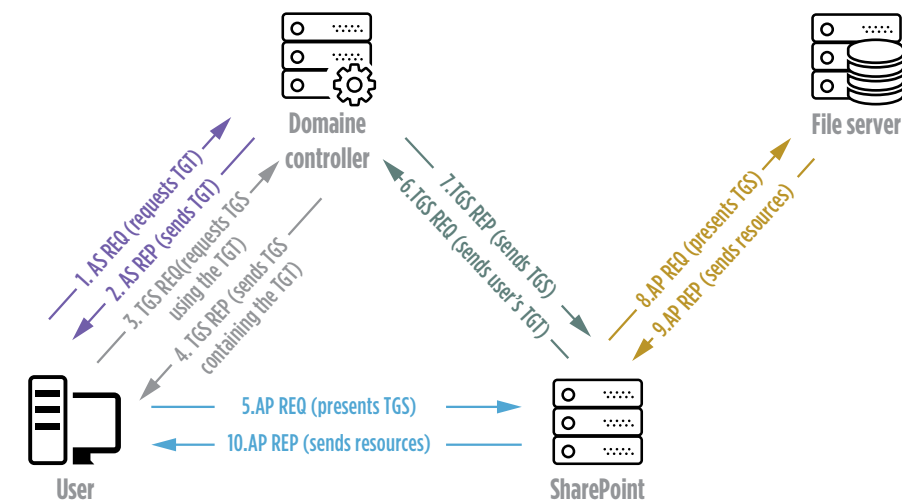 Domaine
controller
File server
1. AS REQ (requests TGT)
2. AS REP (sends TGT)
3. TGS REQ(requests TGS
using the TGT)
4. TGS REP (sends TGS
containing the TGT)
7.TGS REP (sends TGS)
6.TGS REQ (sends user's TGT)
8.AP REQ (presents TGS)
9.AP REP (sends resources)
5.AP REQ (presents TGS)
10.AP REP (sends resources)
User
SharePoint